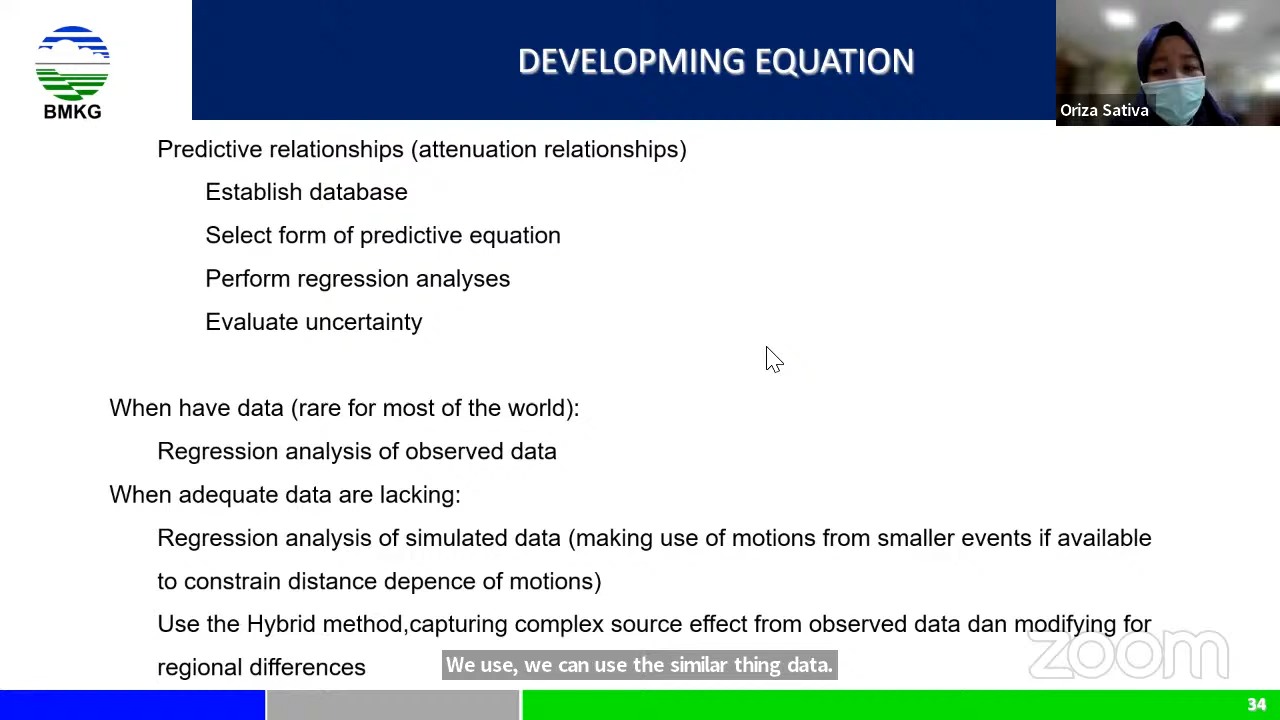 BMKG
DEVELOPMING EQUATION
Oriza Sativa
Predictive relationships (attenuation relationships)
Establish database
Select form of predictive equation
Perform regression analyses
Evaluate uncertainty
When have data (rare for most of the world):
Regression analysis of observed data
When adequate data are lacking:
Regression analysis of simulated data (making use of motions from smaller events if available
to constrain distance depence of motions)
Use the Hybrid method,capturing complex source effect from observed data dan modifying for
regional differences
We use, we can use the similar thing data.
zoom
34